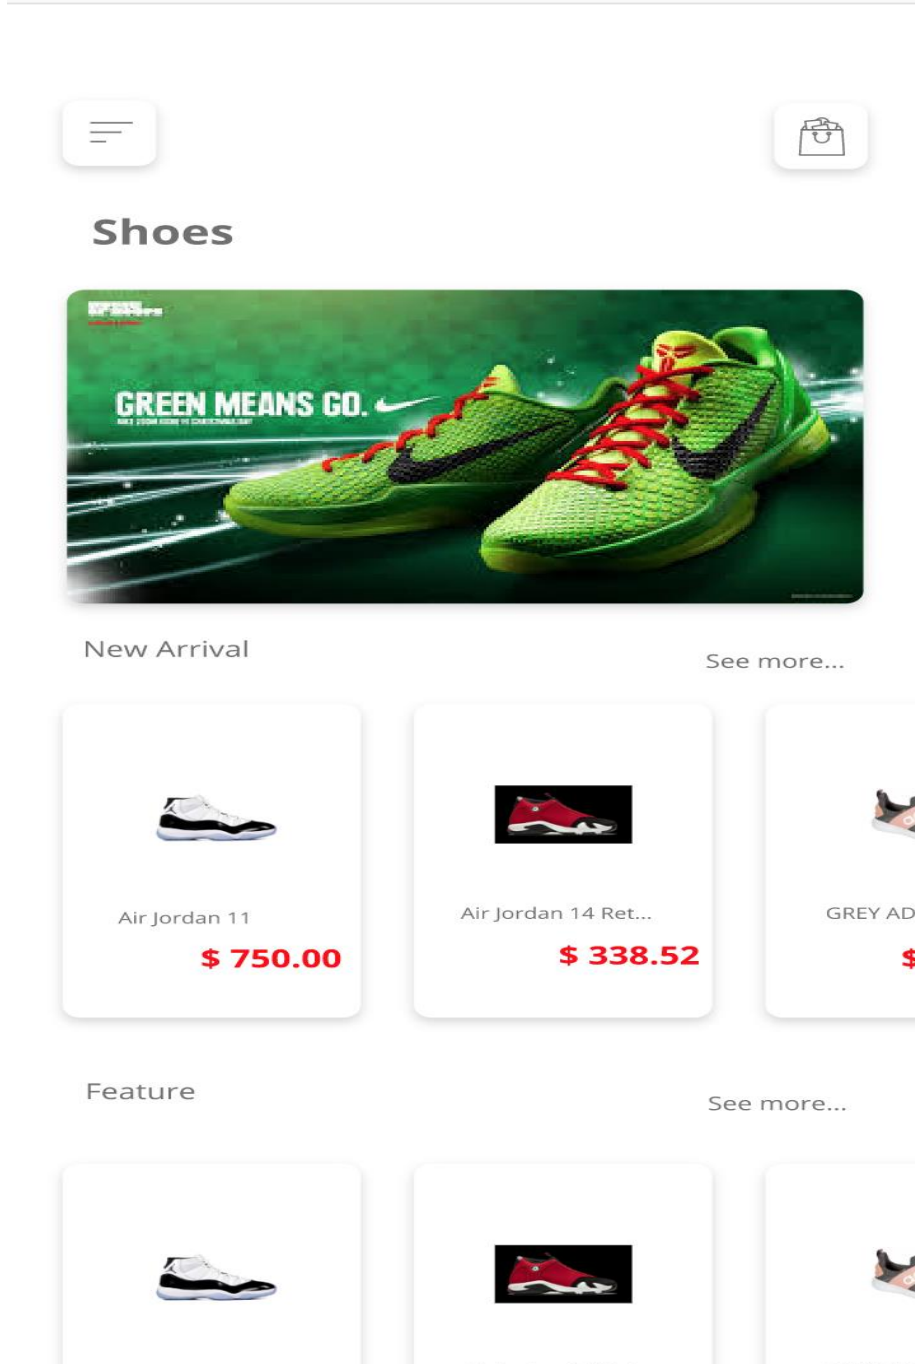 Shoes
GREEN MEANS GO.
New Arrival
See more...
Air Jordan 11
$ 750.00
Air Jordan 14 Ret...
$ 338.52
GREY AD
$
Feature
See more...